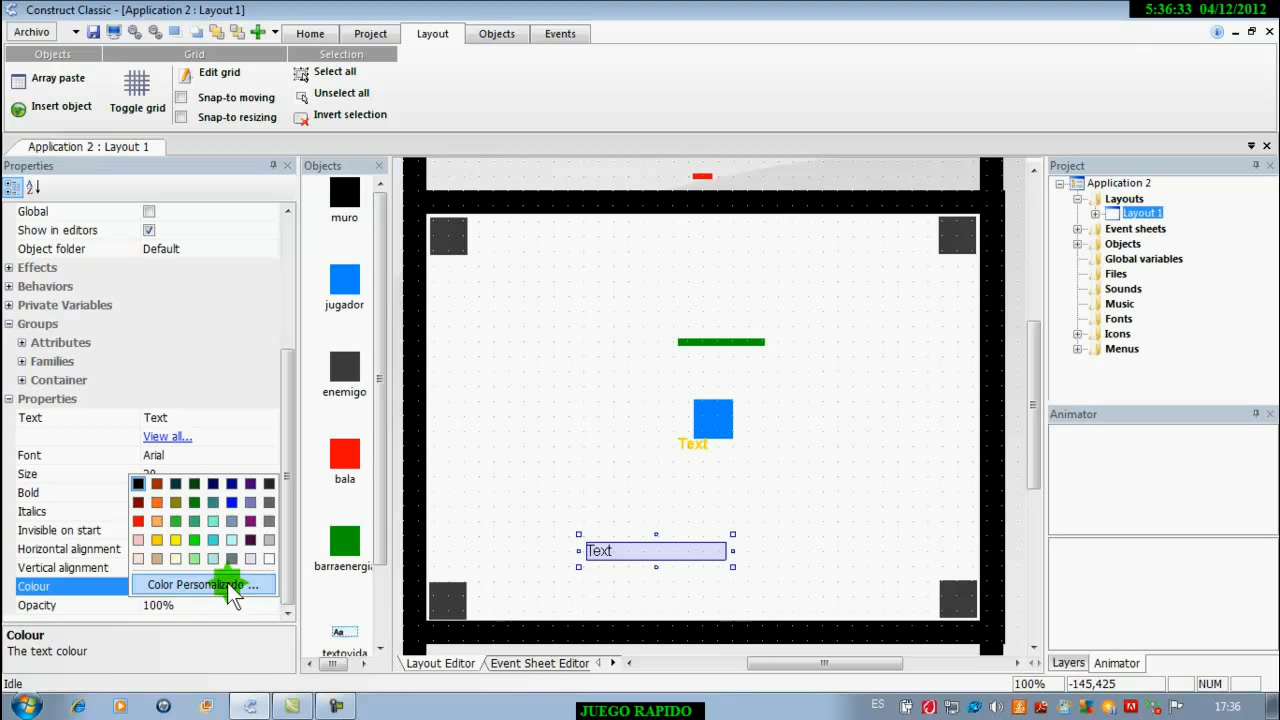 Construct Classic - [Application 2 : Layout 1]
5:36:33 04/12/2012
Archivo
Home
Project
Layout
Objects
Events
Objects
Grid
Selection
Array paste
Insert object
Toggle grid
Edit grid
Snap-to moving
Snap-to resizing
Select all
Unselect all
Invert selection
Application 2 : Layout 1
Properties
Global
Show in editors
Object folder Default
Effects
Behaviors
Private Variables
Groups
Attributes
Families
Container
Properties
Text Text
View all...
Font Arial
Size 20
Bold
Italics
Invisible on start
Horizontal alignment
Vertical alignment
Colour
Color Personalizado ...
Opacity 100%
Colour
The text colour
Objects
muro
jugador
enemigo
bala
barraenergia
Aa
textovida
Text
Text
Layout Editor
Event Sheet Editor
Project
Application 2
Layouts
Layout 1
Event sheets
Objects
Global variables
Files
Sounds
Music
Fonts
Icons
Menus
Animator
Layers
Animator
Idle
100%
-145,425
NUM
JUEGO RAPIDO
ES
17:36